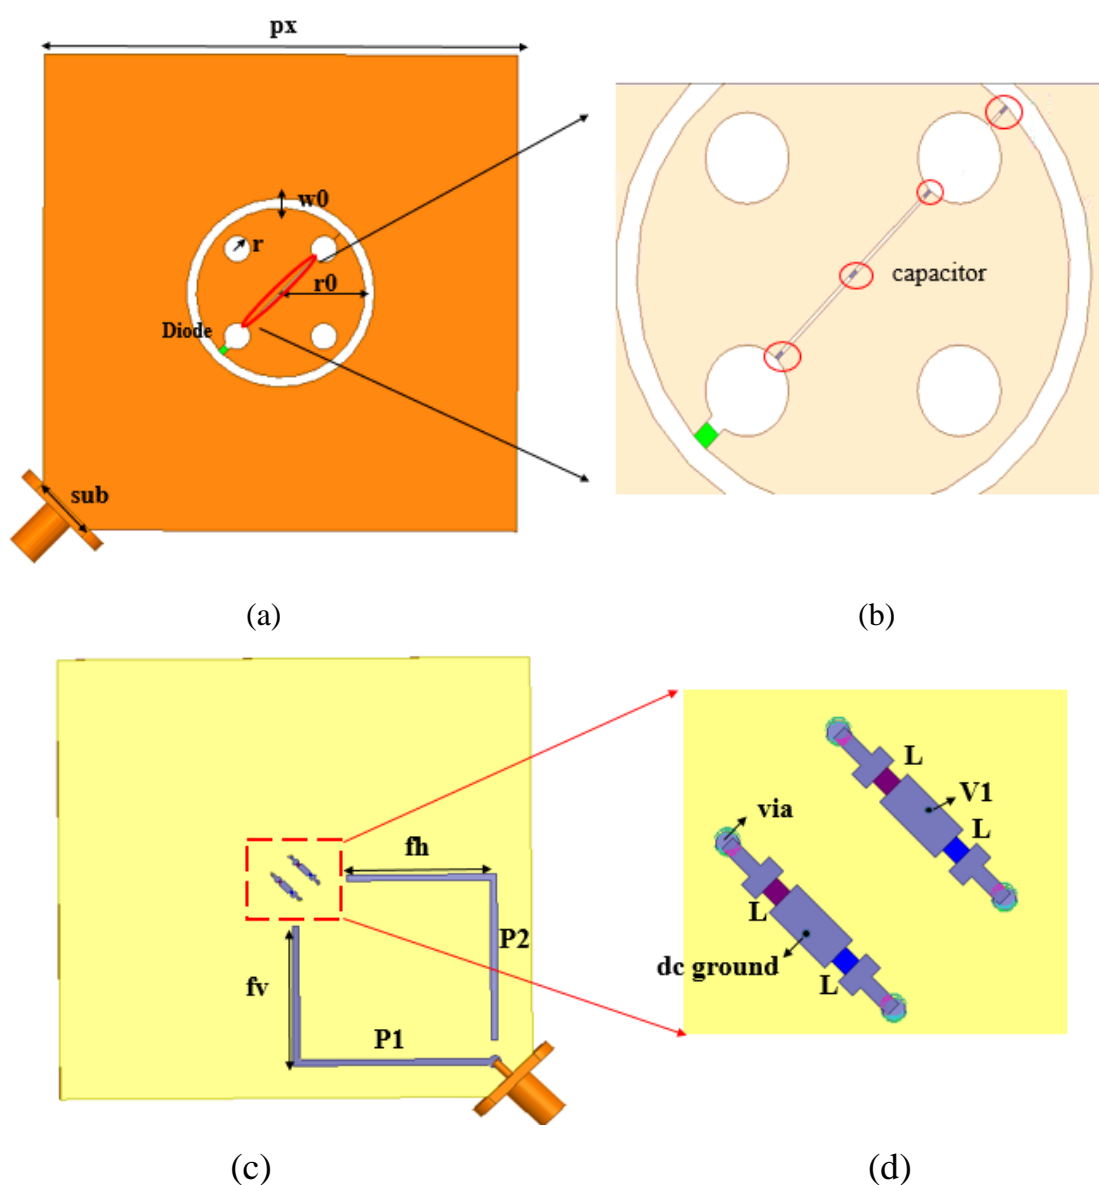 px
w0
r
r0
Diode
sub
capacitor
(a)
(b)
fh
P2
fv
P1
L
V1
L
via
L
dc ground
L
(c)
(d)